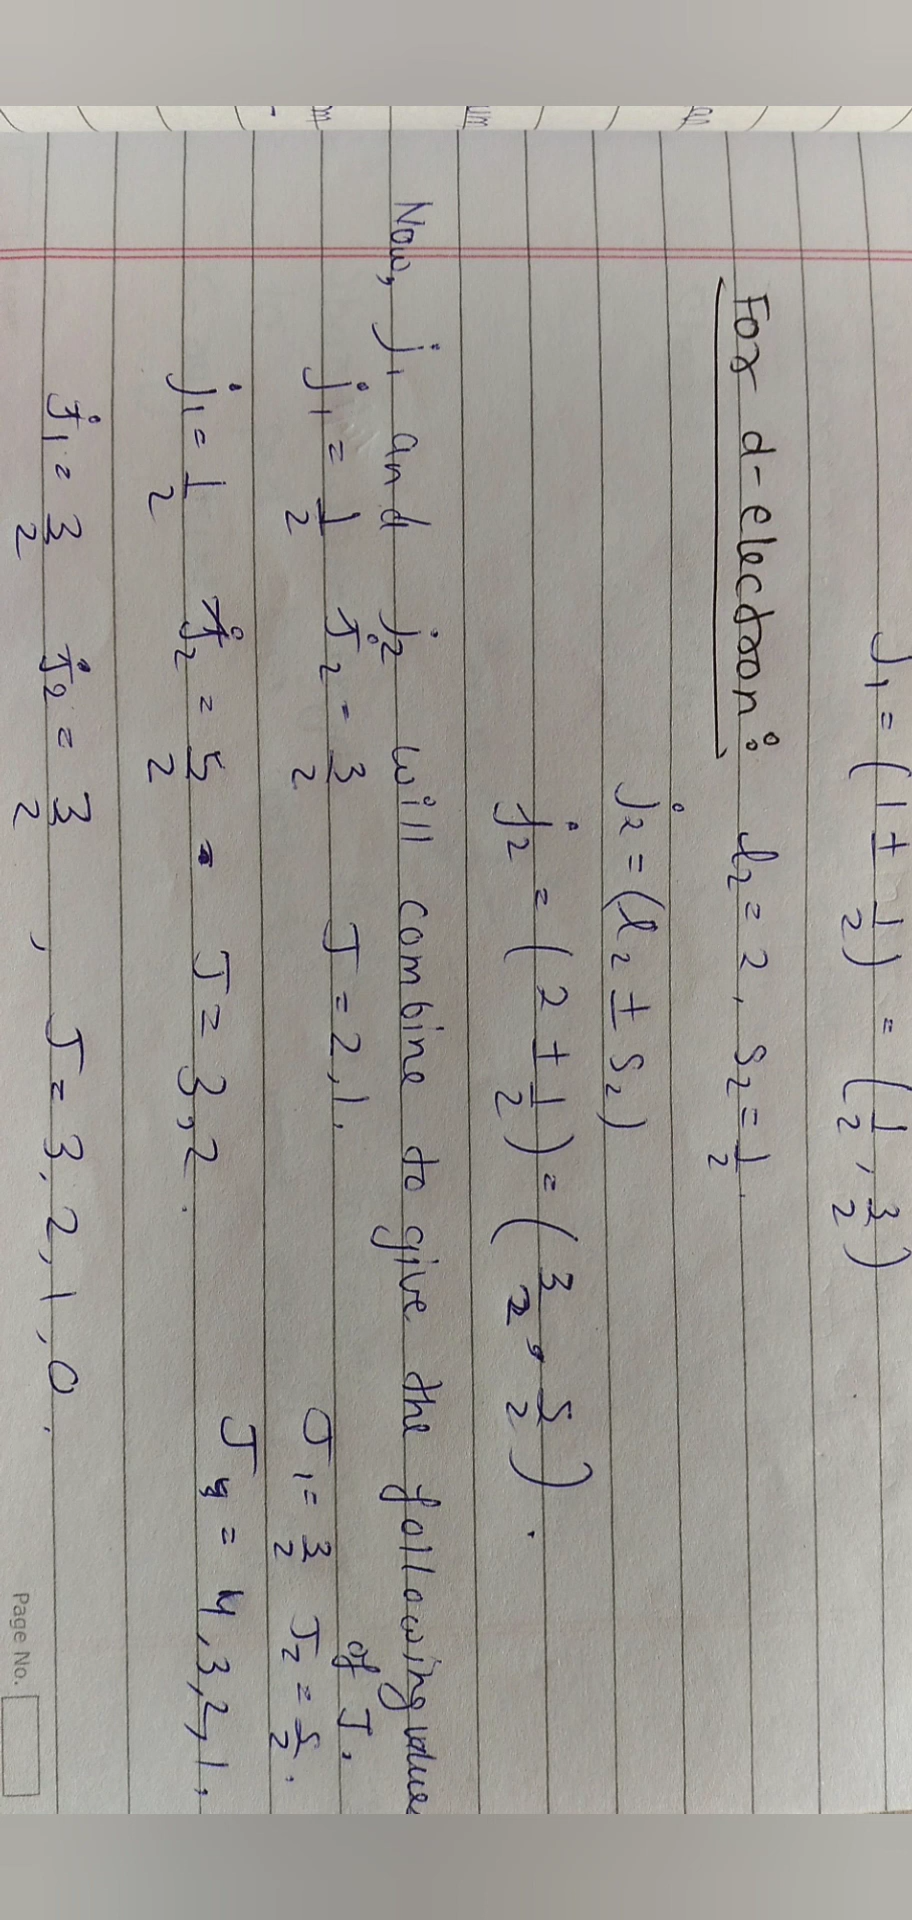 j₁ = (1 ± 1/2) = (1/2, 3/2)
For d-electron: l₂ = 2, s₂ = 1/2.
j₂ = (l₂ ± s₂)
j₂ = (2 ± 1/2) = (3/2, 5/2).
Now, j₁ and j₂ will combine to give the following values
of J.
j₁ = 1/2 j₂ = 3/2 J = 2, 1.
J₁ = 3/2 J₂ = 5/2.
j₁ = 1/2 j₂ = 5/2 = J = 3, 2.
J₄ = 4, 3, 2, 1.
j₁ = 3/2 j₂ = 3/2, J = 3, 2, 1, 0.
Page No.